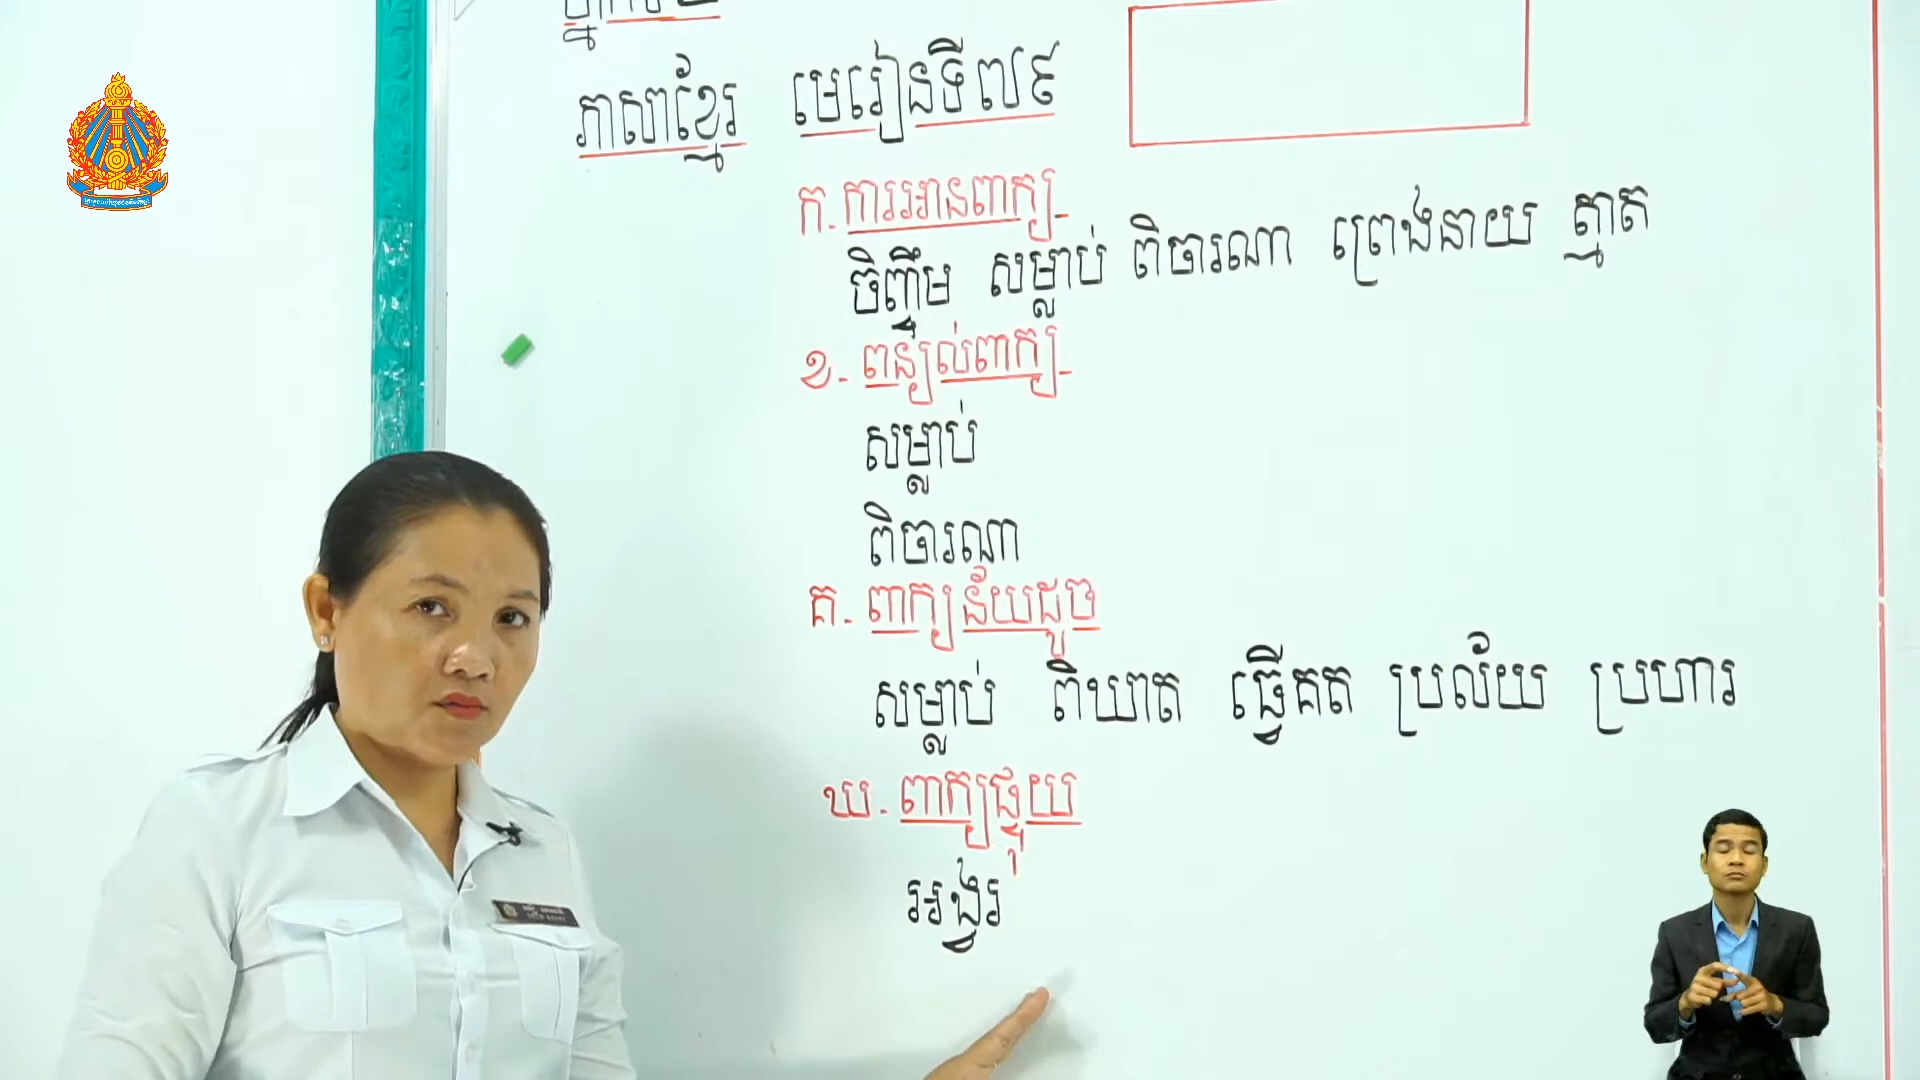 ភាសាខ្មែរ មេរៀនទី៧៩
ក. ការអានពាក្យ
ចិញ្ចឹម សម្លាប់ ពិចារណា ព្រេងនាយ ត្មាត
ខ. ពន្យល់ពាក្យ
សម្លាប់
ពិចារណា
គ. ពាក្យន័យដូច
សម្លាប់ ពិឃាត ធ្វើគត ប្រល័យ ប្រហារ
ឃ. ពាក្យផ្ទុយ
អង្វរ